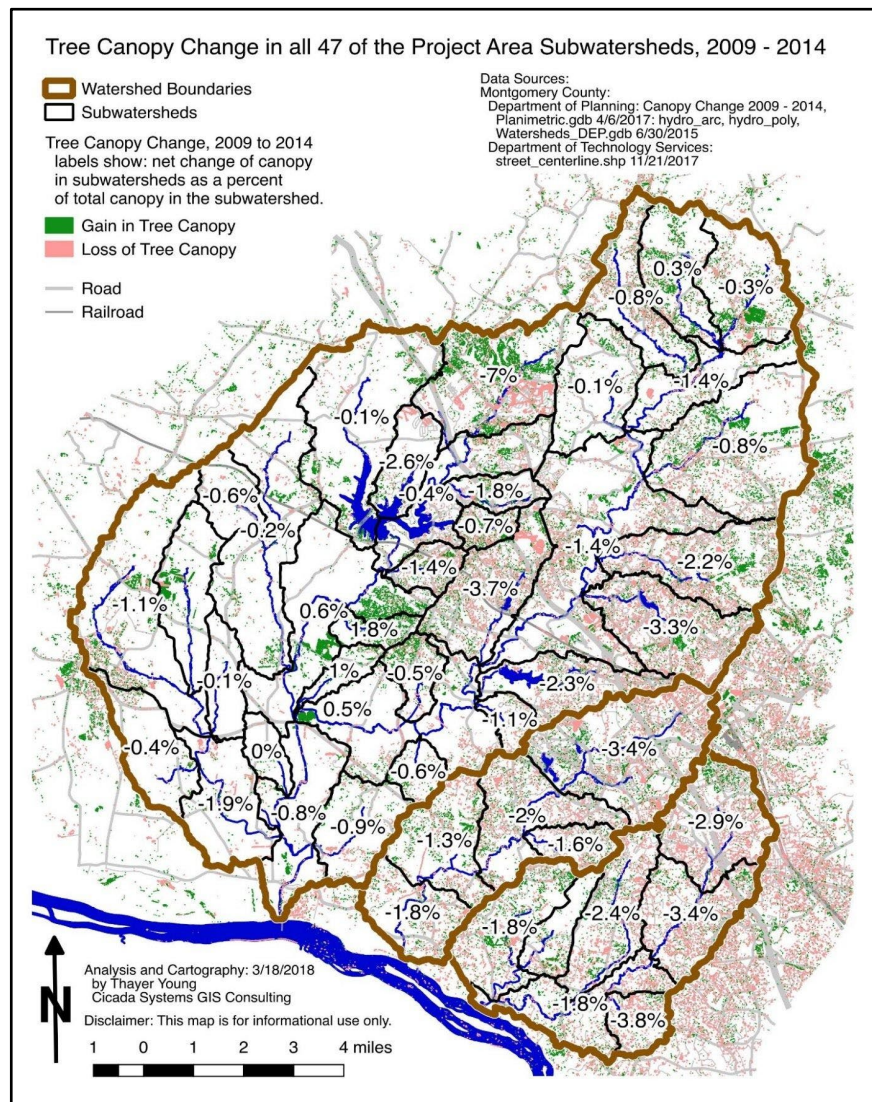 Tree Canopy Change in all 47 of the Project Area Subwatersheds, 2009 - 2014
Watershed Boundaries
Subwatersheds
Tree Canopy Change, 2009 to 2014
labels show: net change of canopy
in subwatersheds as a percent
of total canopy in the subwatershed.
Gain in Tree Canopy
Loss of Tree Canopy
Road
Railroad
Data Sources:
Montgomery County:
Department of Planning: Canopy Change 2009 - 2014,
Planimetric.gdb 4/6/2017: hydro_arc, hydro_poly,
Watersheds_DEP.gdb 6/30/2015
Department of Technology Services:
street_centerline.shp 11/21/2017
0.3%
-0.8%
-0.3%
-7%
-0.1%
-1.4%
-0.1%
-0.8%
-2.6%
-0.6%
-0.4%
-1.8%
-0.2%
-0.7%
-1.4%
-1.4%
-2.2%
-3.7%
-1.1%
0.6%
1.8%
-3.3%
-0.1%
1%
-0.5%
-2.3%
0.5%
-1.1%
-0.4%
0%
-0.6%
-3.4%
-1.9%
-0.8%
-0.9%
-1.3%
-2%
-2.9%
-1.6%
-1.8%
-1.8%
-2.4%
-3.4%
-1.8%
-3.8%
N
Analysis and Cartography: 3/18/2018
by Thayer Young
Cicada Systems GIS Consulting
Disclaimer: This map is for informational use only.
1 0 1 2 3 4 miles